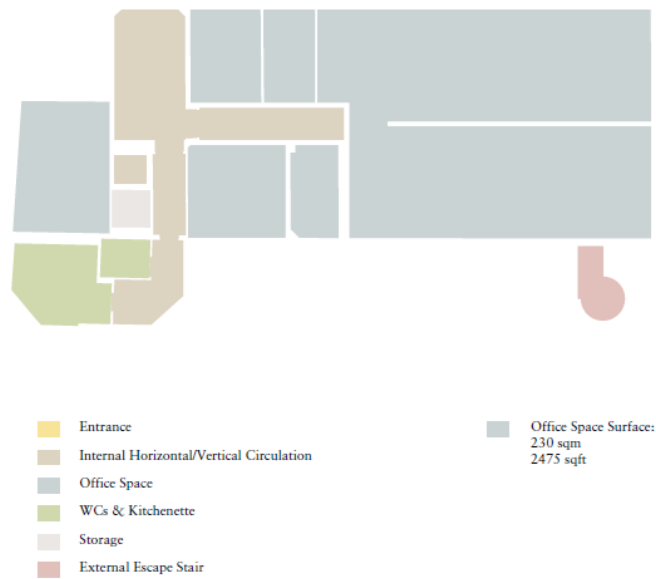 Entrance
Internal Horizontal/Vertical Circulation
Office Space
WCs & Kitchenette
Storage
External Escape Stair
Office Space Surface:
230 sqm
2475 sqft